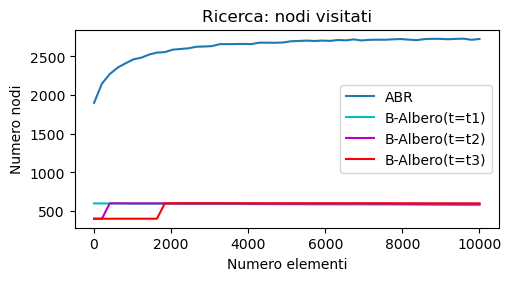 Ricerca: nodi visitati
Numero nodi
2500
2000
1500
1000
500
ABR
B-Albero(t=t1)
B-Albero(t=t2)
B-Albero(t=t3)
0
2000
4000
6000
8000
10000
Numero elementi